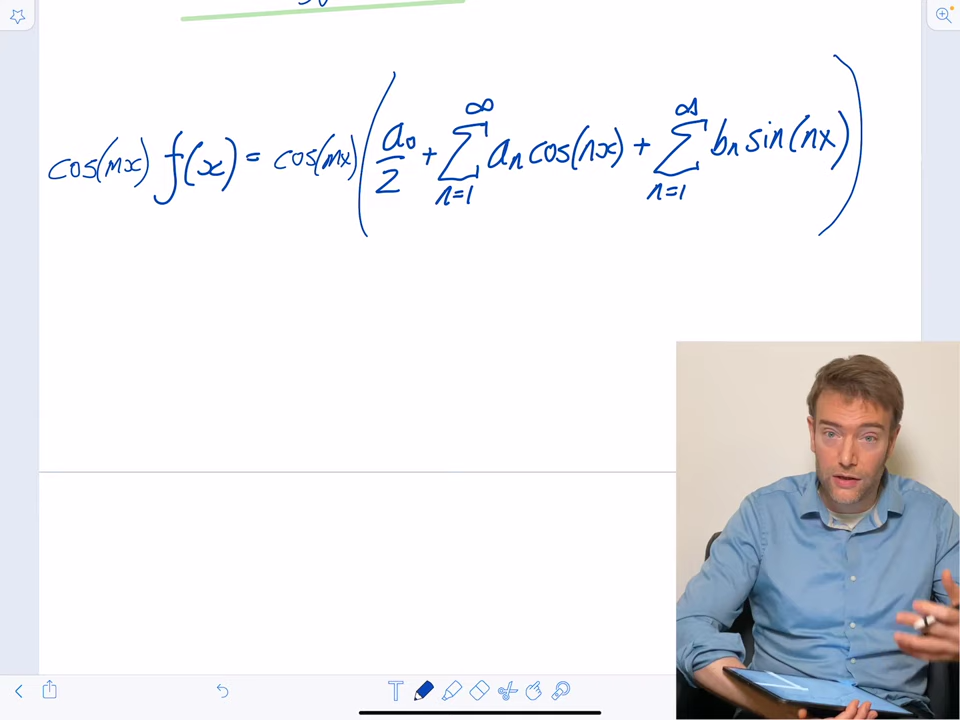 cos(mx) f(x) = cos(mx) ( a₀/2 + ∑_{n=1}^{∞} aₙ cos(nx) + ∑_{n=1}^{∞} bₙ sin(nx) )
T